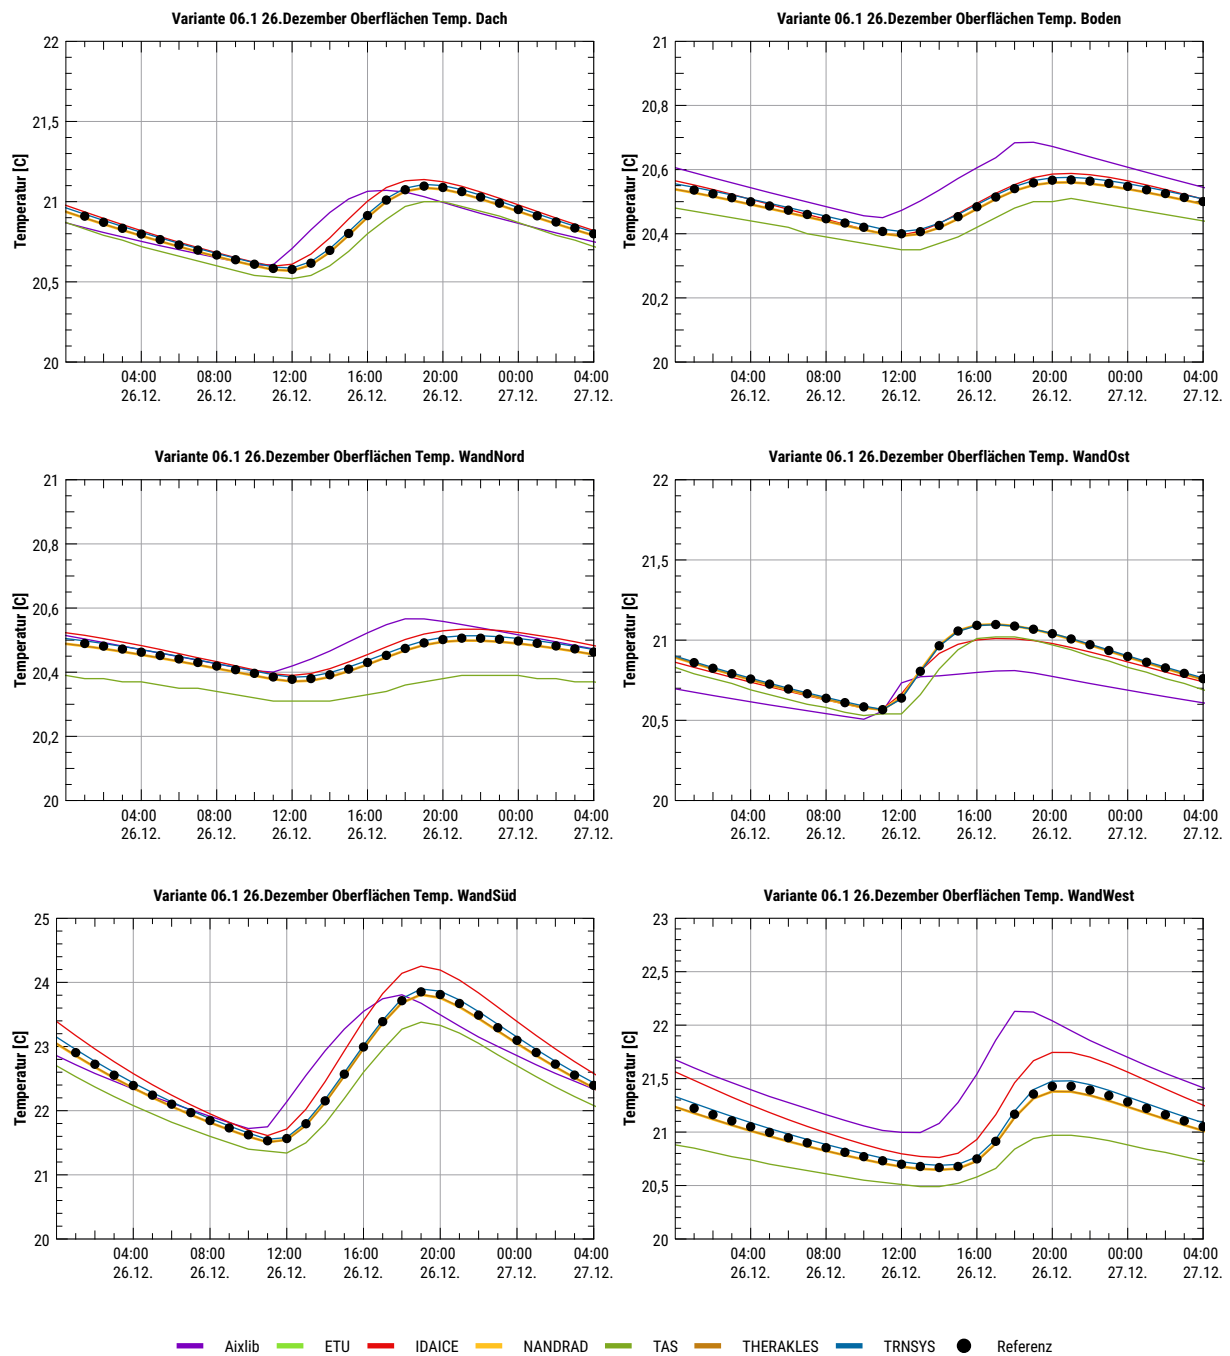 Variante 06.1 26.Dezember Oberflächen Temp. Dach
Temperatur [C]
22
21,5
21
20,5
20
04:00 08:00 12:00 16:00 20:00 00:00 04:00
26.12. 26.12. 26.12. 26.12. 26.12. 27.12. 27.12.
Variante 06.1 26.Dezember Oberflächen Temp. Boden
Temperatur [C]
21
20,8
20,6
20,4
20,2
20
04:00 08:00 12:00 16:00 20:00 00:00 04:00
26.12. 26.12. 26.12. 26.12. 26.12. 27.12. 27.12.
Variante 06.1 26.Dezember Oberflächen Temp. WandNord
Temperatur [C]
21
20,8
20,6
20,4
20,2
20
04:00 08:00 12:00 16:00 20:00 00:00 04:00
26.12. 26.12. 26.12. 26.12. 26.12. 27.12. 27.12.
Variante 06.1 26.Dezember Oberflächen Temp. WandOst
Temperatur [C]
22
21,5
21
20,5
20
04:00 08:00 12:00 16:00 20:00 00:00 04:00
26.12. 26.12. 26.12. 26.12. 26.12. 27.12. 27.12.
Variante 06.1 26.Dezember Oberflächen Temp. WandSüd
Temperatur [C]
25
24
23
22
21
20
04:00 08:00 12:00 16:00 20:00 00:00 04:00
26.12. 26.12. 26.12. 26.12. 26.12. 27.12. 27.12.
Variante 06.1 26.Dezember Oberflächen Temp. WandWest
Temperatur [C]
23
22,5
22
21,5
21
20,5
20
04:00 08:00 12:00 16:00 20:00 00:00 04:00
26.12. 26.12. 26.12. 26.12. 26.12. 27.12. 27.12.
Aixlib ETU IDAICE NANDRAD TAS THERAKLES TRNSYS Referenz